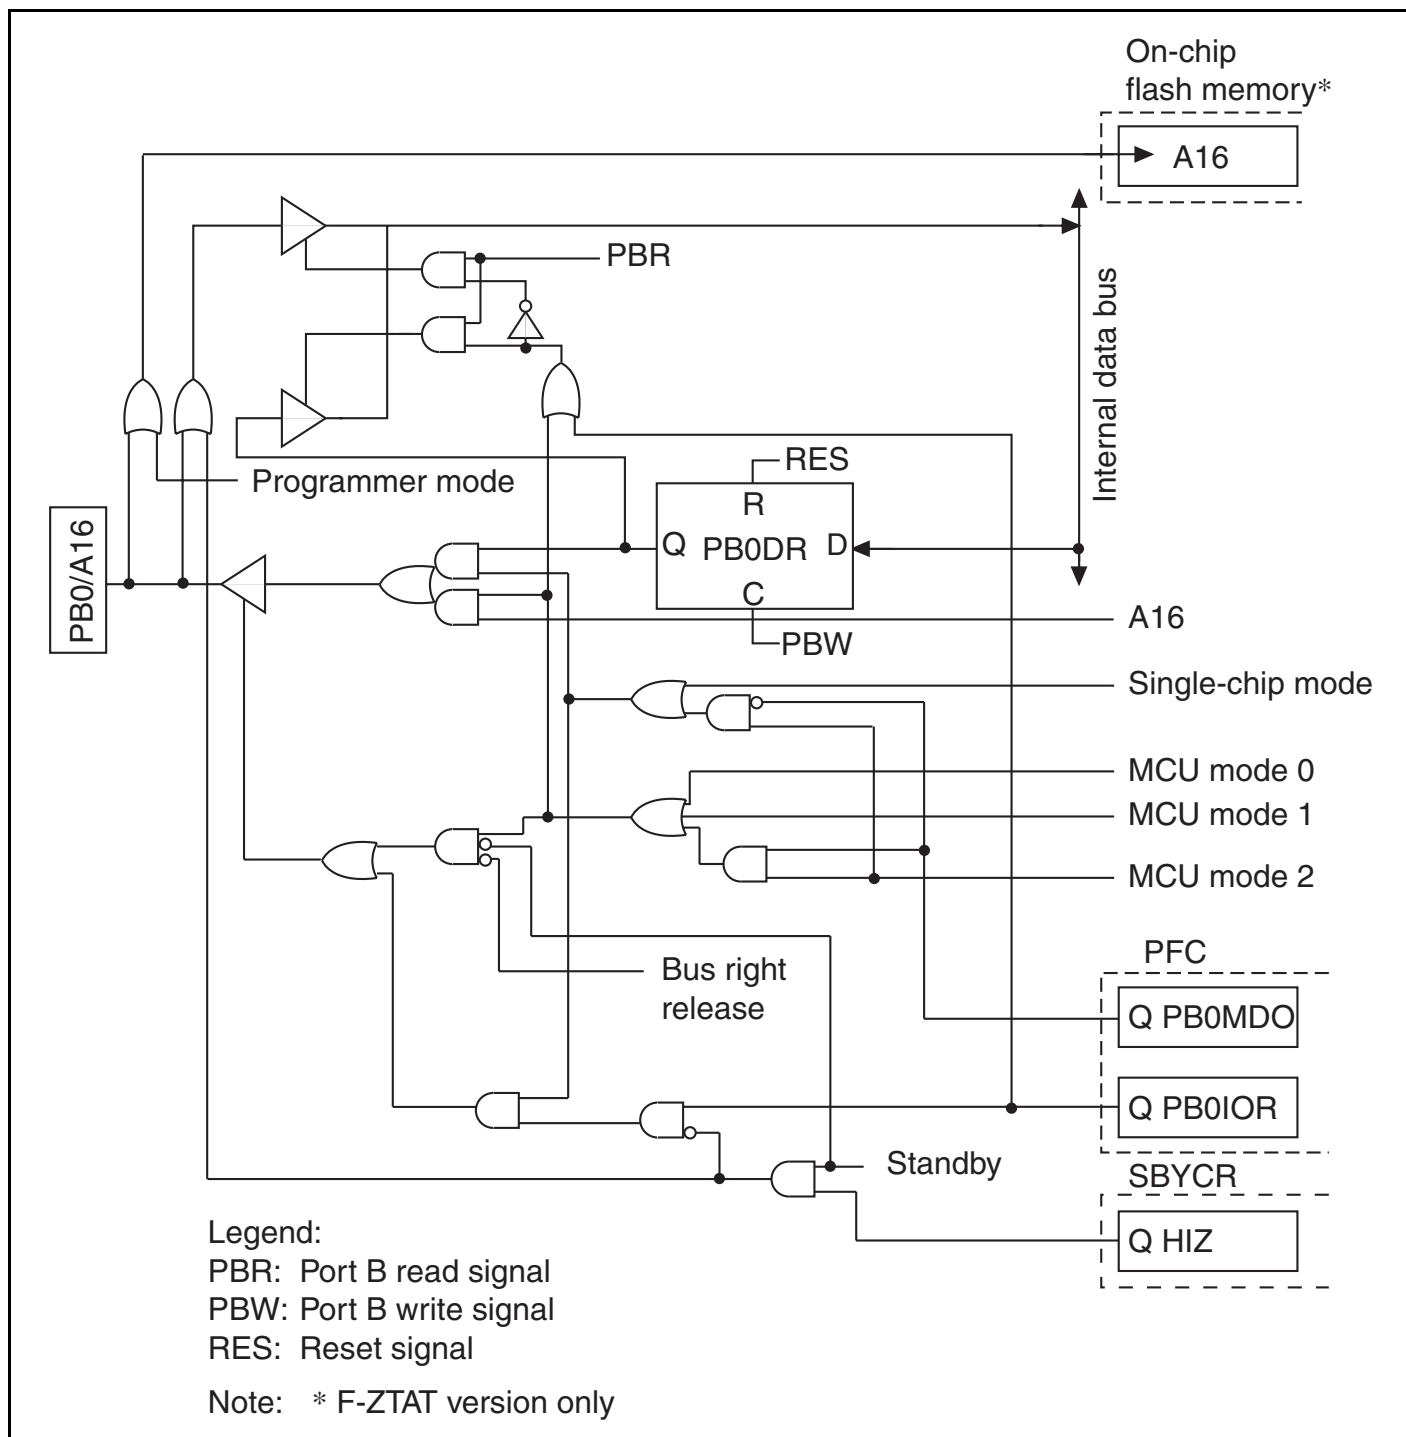 On-chip
flash memory*
A16
PBR
Internal data bus
RES
Programmer mode
R
Q PB0DR D
C
PB0/A16
PBW
A16
Single-chip mode
MCU mode 0
MCU mode 1
MCU mode 2
PFC
Bus right
release
Q PB0MDO
Q PB0IOR
Standby
SBYCR
Q HIZ
Legend:
PBR: Port B read signal
PBW: Port B write signal
RES: Reset signal
Note: * F-ZTAT version only